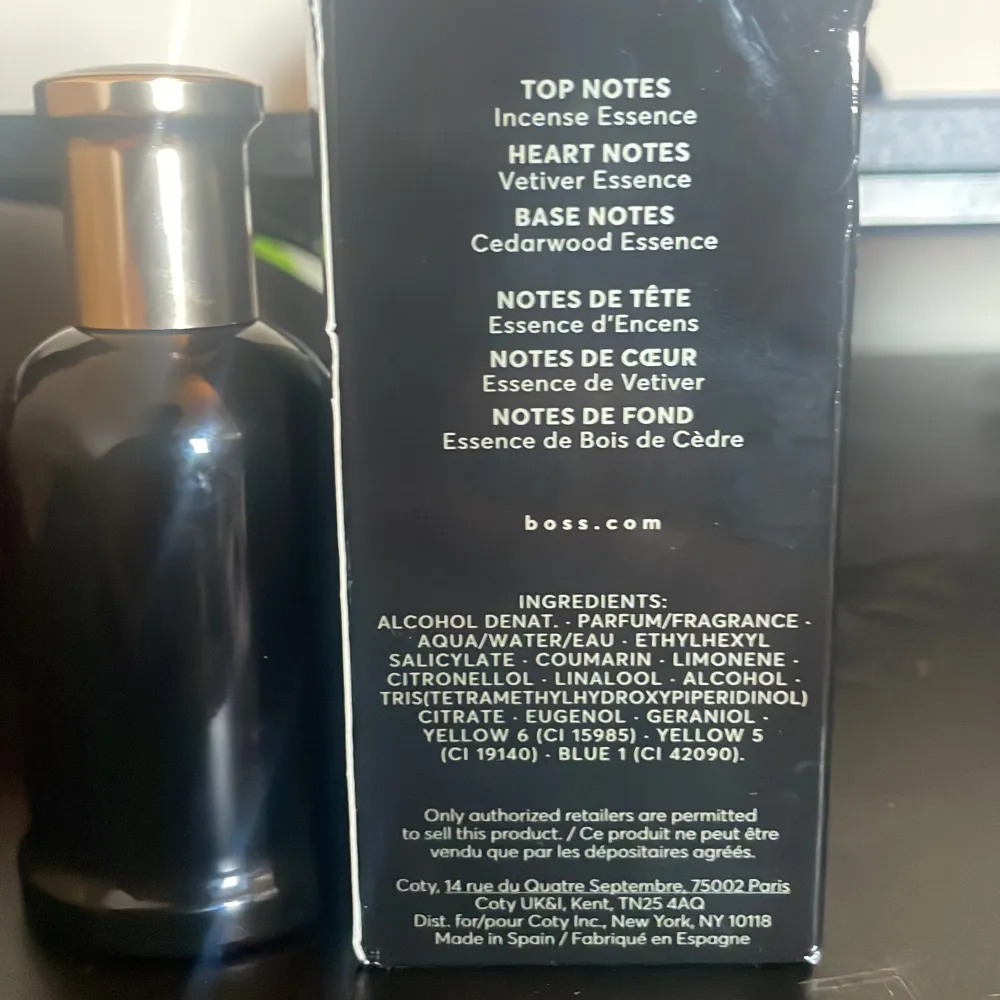 TOP NOTES
Incense Essence
HEART NOTES
Vetiver Essence
BASE NOTES
Cedarwood Essence
NOTES DE TÊTE
Essence d'Encens
NOTES DE CŒUR
Essence de Vetiver
NOTES DE FOND
Essence de Bois de Cèdre
boss.com
INGREDIENTS:
ALCOHOL DENAT. · PARFUM/FRAGRANCE ·
AQUA/WATER/EAU · ETHYLHEXYL
SALICYLATE · COUMARIN · LIMONENE ·
CITRONELLOL · LINALOOL · ALCOHOL ·
TRIS(TETRAMETHYLHYDROXYPIPERIDINOL)
CITRATE · EUGENOL · GERANIOL ·
YELLOW 6 (CI 15985) · YELLOW 5
(CI 19140) · BLUE 1 (CI 42090).
Only authorized retailers are permitted
to sell this product. / Ce produit ne peut être
vendu que par les dépositaires agréés.
Coty, 14 rue du Quatre Septembre, 75002 Paris
Coty UK&I, Kent, TN25 4AQ
Dist. for/pour Coty Inc., New York, NY 10118
Made in Spain / Fabriqué en Espagne